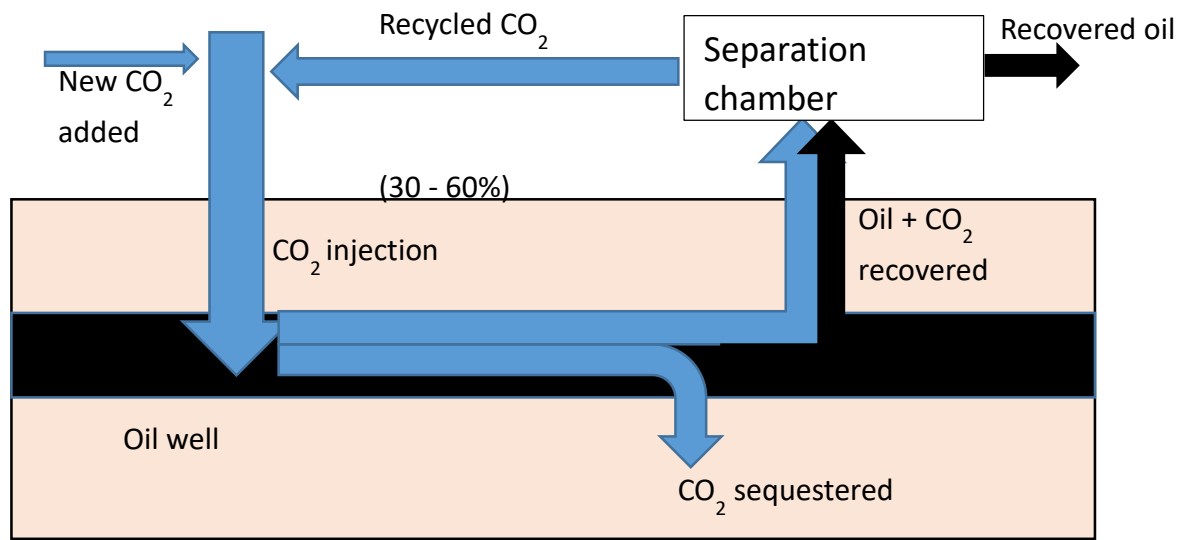 Recycled CO₂
Separation
chamber
Recovered oil
New CO₂
added
(30 - 60%)
CO₂ injection
Oil + CO₂
recovered
Oil well
CO₂ sequestered